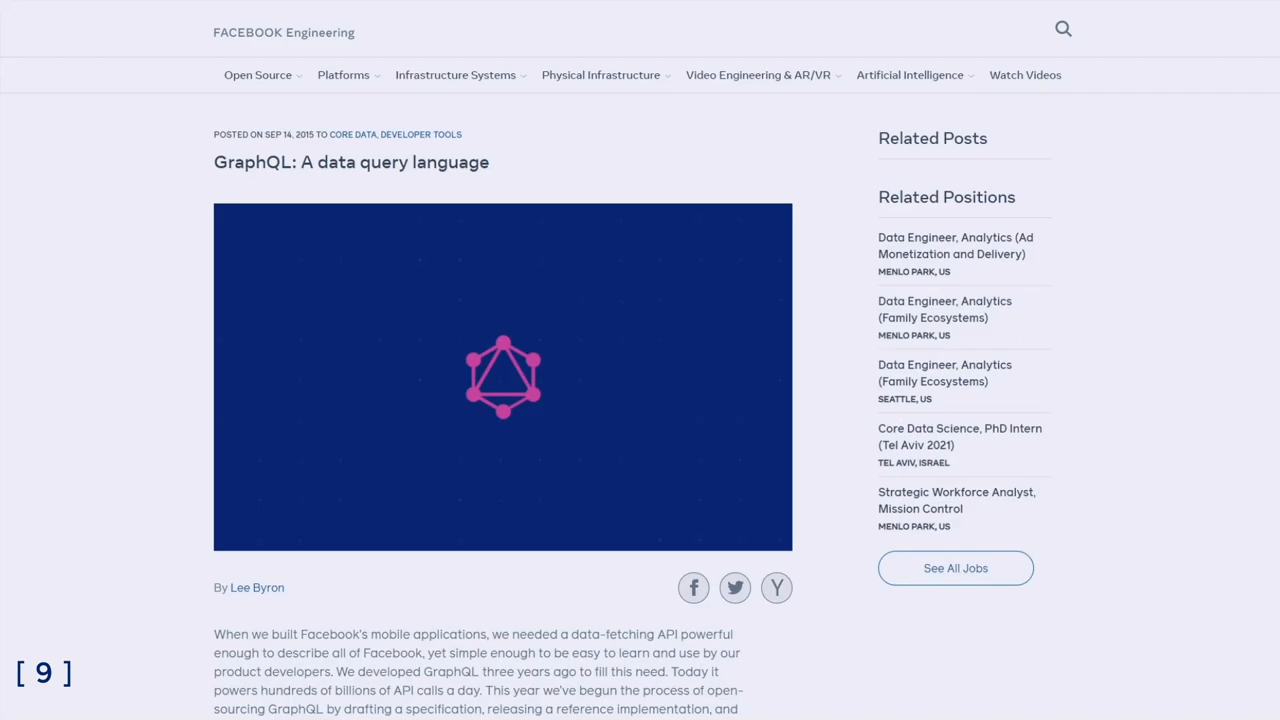 FACEBOOK Engineering
Open Source Platforms Infrastructure Systems Physical Infrastructure Video Engineering & AR/VR Artificial Intelligence Watch Videos
POSTED ON SEP 14, 2015 TO CORE DATA, DEVELOPER TOOLS
GraphQL: A data query language
By Lee Byron
When we built Facebook's mobile applications, we needed a data-fetching API powerful
enough to describe all of Facebook, yet simple enough to be easy to learn and use by our
product developers. We developed GraphQL three years ago to fill this need. Today it
powers hundreds of billions of API calls a day. This year we've begun the process of open-
sourcing GraphQL by drafting a specification, releasing a reference implementation, and
Related Posts
Related Positions
Data Engineer, Analytics (Ad
Monetization and Delivery)
MENLO PARK, US
Data Engineer, Analytics
(Family Ecosystems)
MENLO PARK, US
Data Engineer, Analytics
(Family Ecosystems)
SEATTLE, US
Core Data Science, PhD Intern
(Tel Aviv 2021)
TEL AVIV, ISRAEL
Strategic Workforce Analyst,
Mission Control
MENLO PARK, US
See All Jobs
[ 9 ]